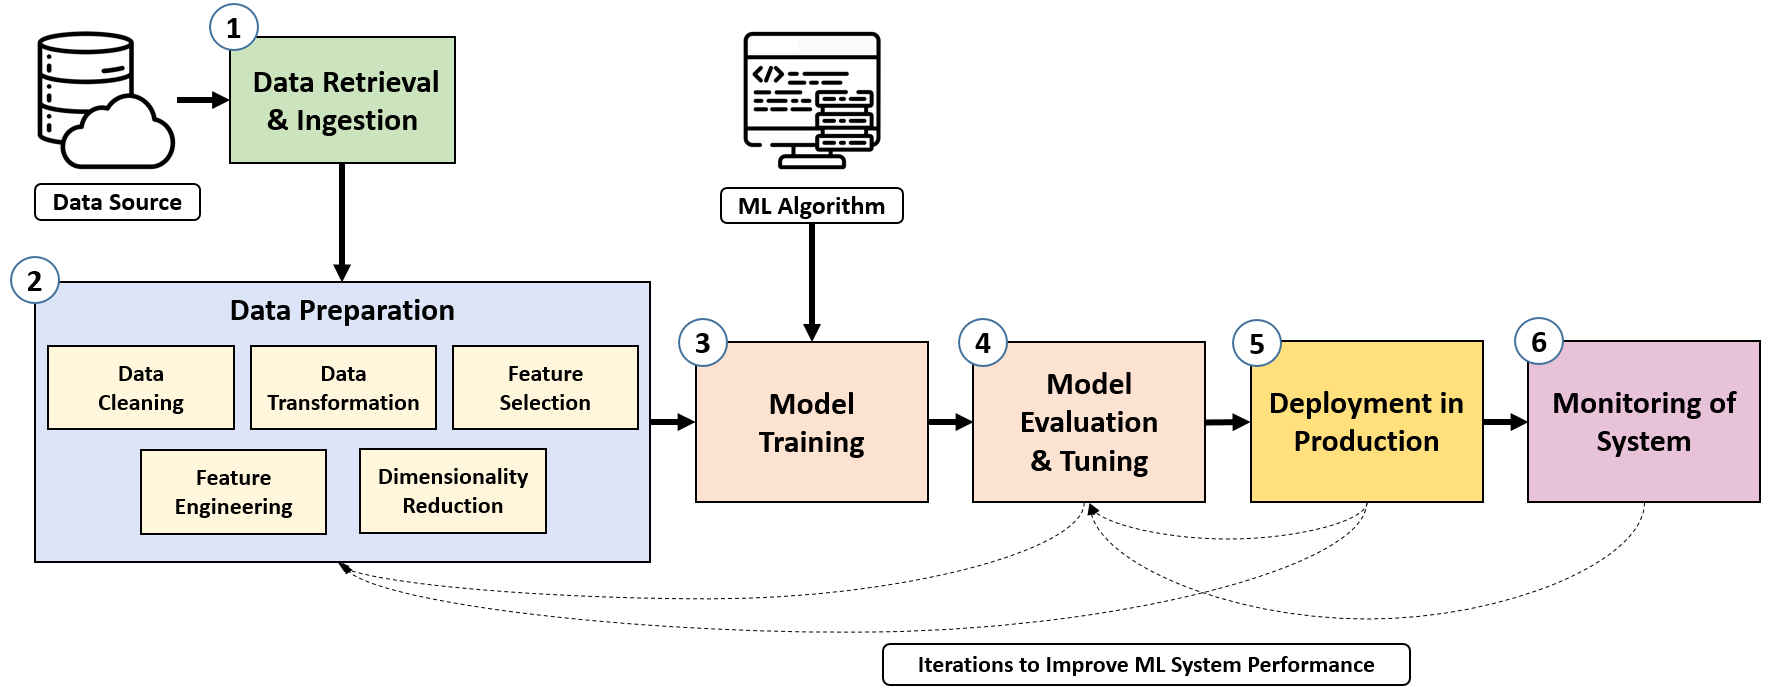 1
Data Retrieval
& Ingestion
Data Source
</>
ML Algorithm
2
Data Preparation
Data
Cleaning
Data
Transformation
Feature
Selection
Feature
Engineering
Dimensionality
Reduction
3
Model
Training
4
Model
Evaluation
& Tuning
5
Deployment in
Production
6
Monitoring of
System
Iterations to Improve ML System Performance